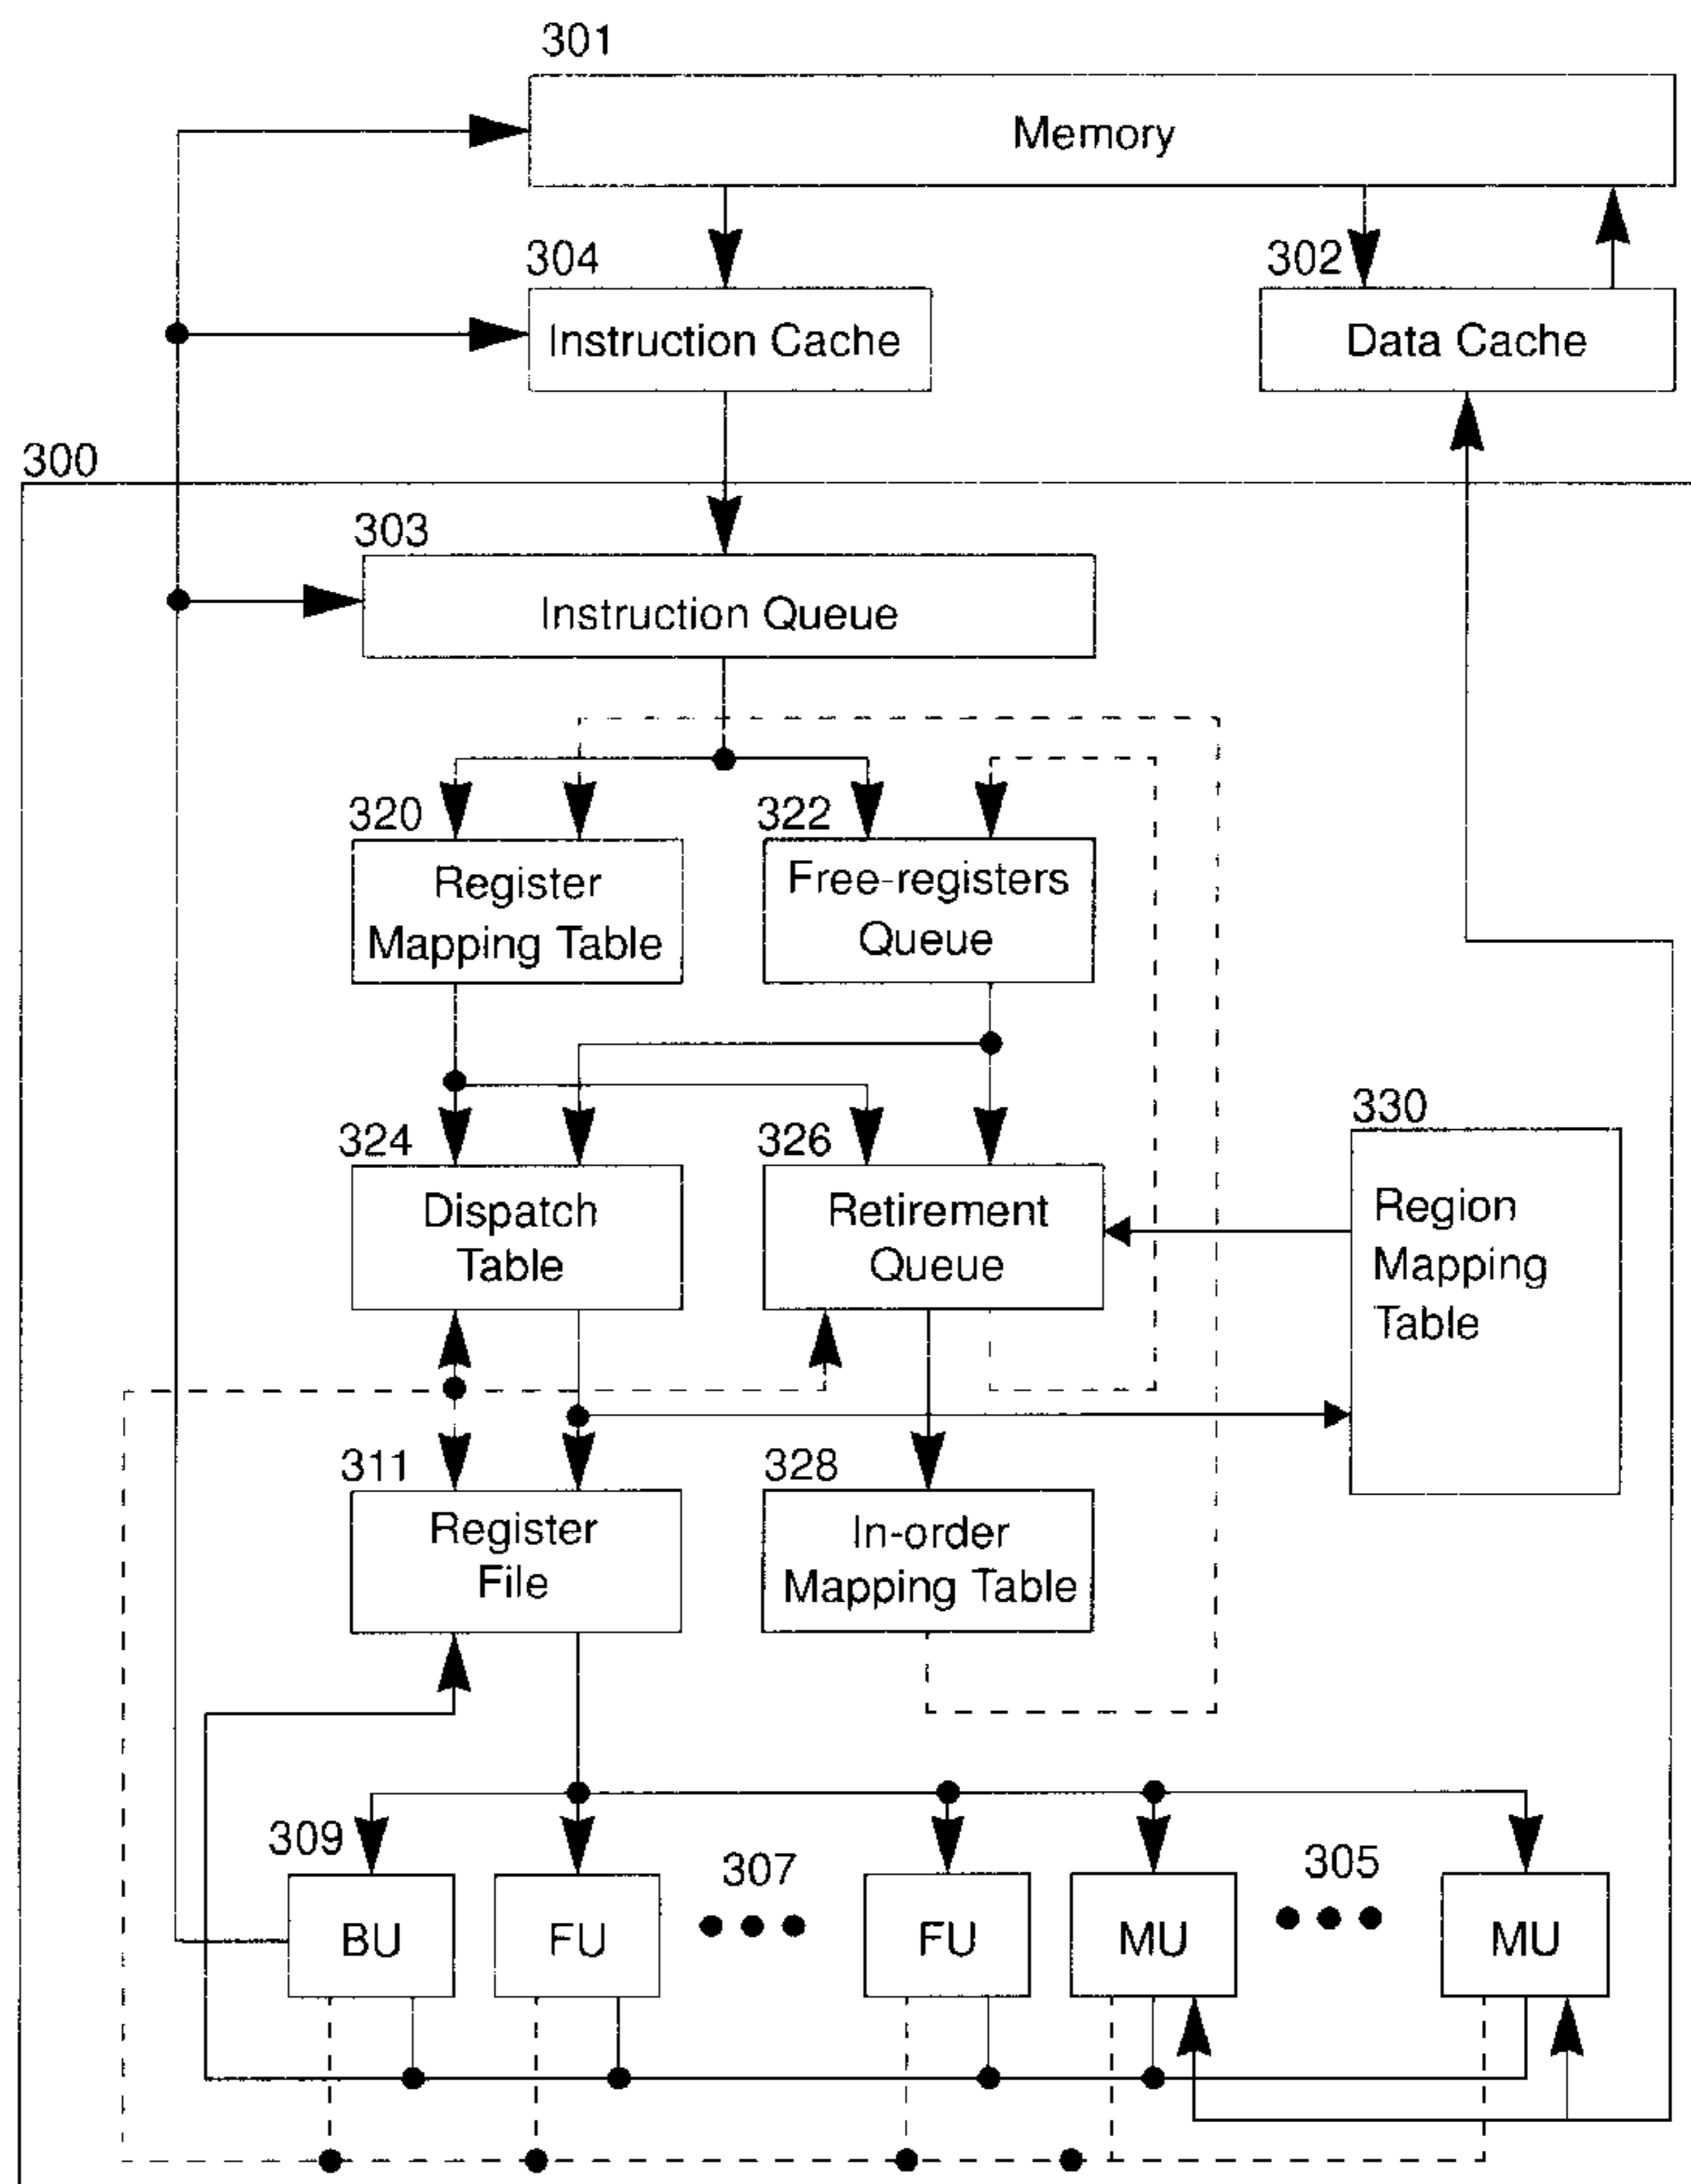 301
Memory
304
302
Instruction Cache
Data Cache
300
303
Instruction Queue
320
322
Register
Mapping Table
Free-registers
Queue
324
326
330
Dispatch
Table
Retirement
Queue
Region
Mapping
Table
311
328
Register
File
In-order
Mapping Table
309
307
305
BU
FU
FU
MU
MU